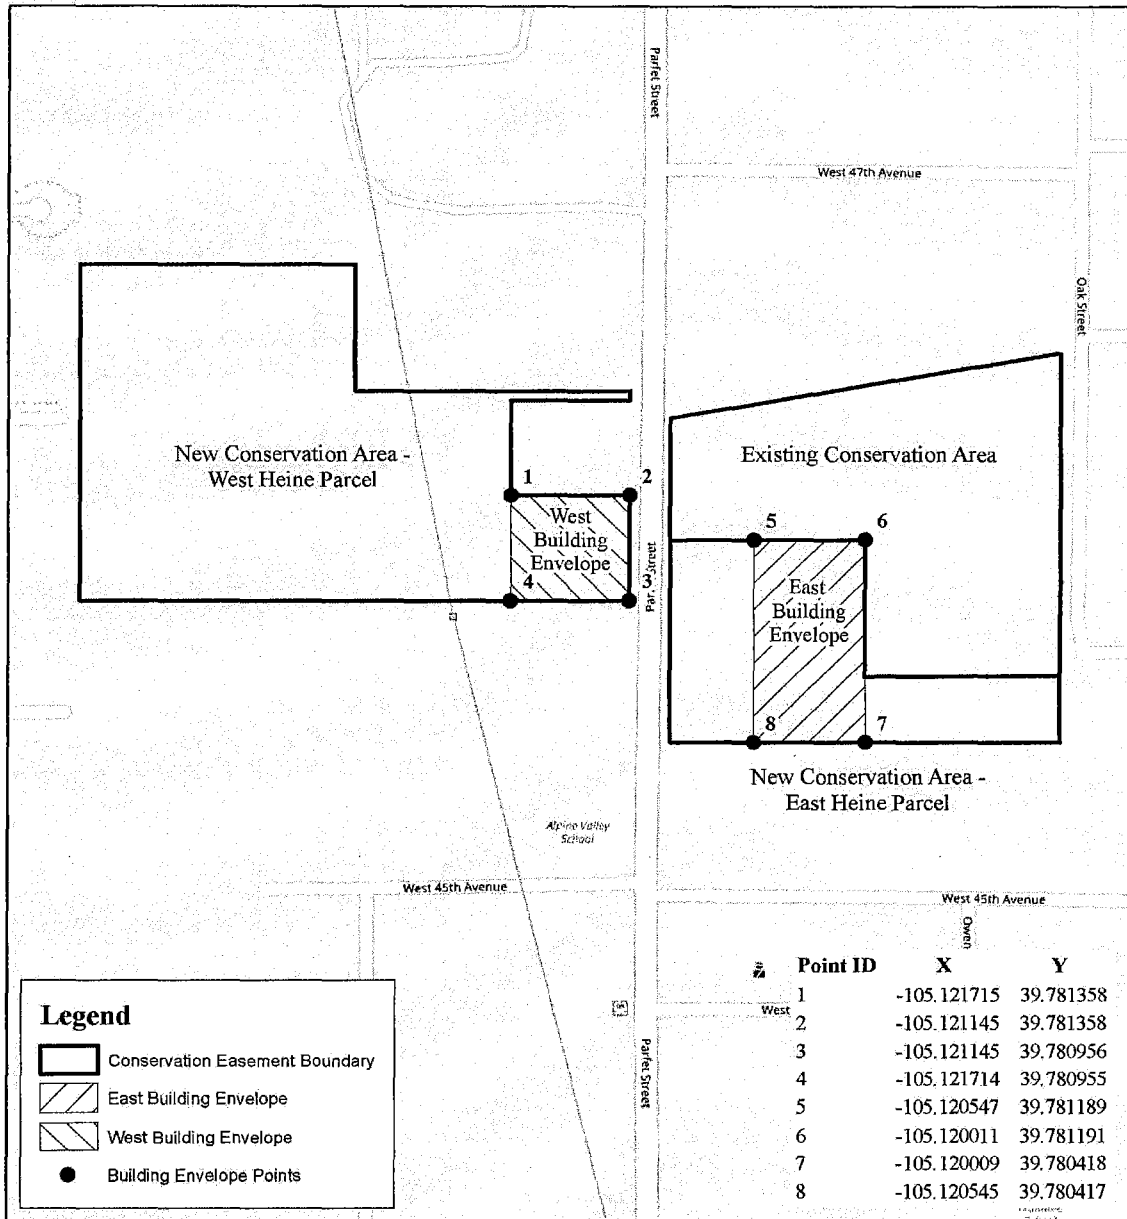 Parfet Street
West 47th Avenue
Oak Street
New Conservation Area -
West Heine Parcel
Existing Conservation Area
1
2
West
Building
Envelope
4
3
5
6
East
Building
Envelope
8
7
New Conservation Area -
East Heine Parcel
Alpine Valley
School
West 45th Avenue
West 45th Avenue
Owen
West
Parfet Street
Point ID X Y
1 -105.121715 39.781358
2 -105.121145 39.781358
3 -105.121145 39.780956
4 -105.121714 39.780955
5 -105.120547 39.781189
6 -105.120011 39.781191
7 -105.120009 39.780418
8 -105.120545 39.780417
Legend
Conservation Easement Boundary
East Building Envelope
West Building Envelope
Building Envelope Points